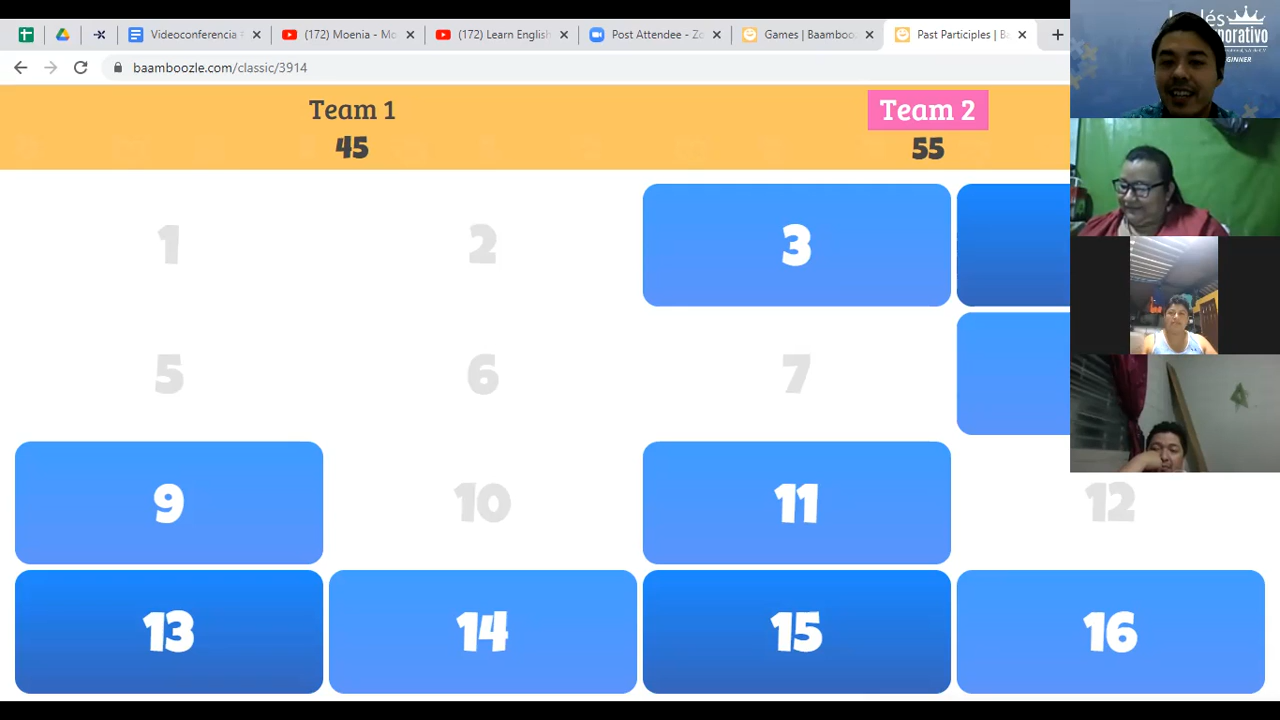 Videoconferencia
(172) Moenia - Mo
(172) Learn English
Post Attendee - Zo
Games | Baamboo
Past Participles | B
baamboozle.com/classic/3914
Team 1
45
Team 2
55
1
2
3
5
6
7
9
10
11
12
13
14
15
16